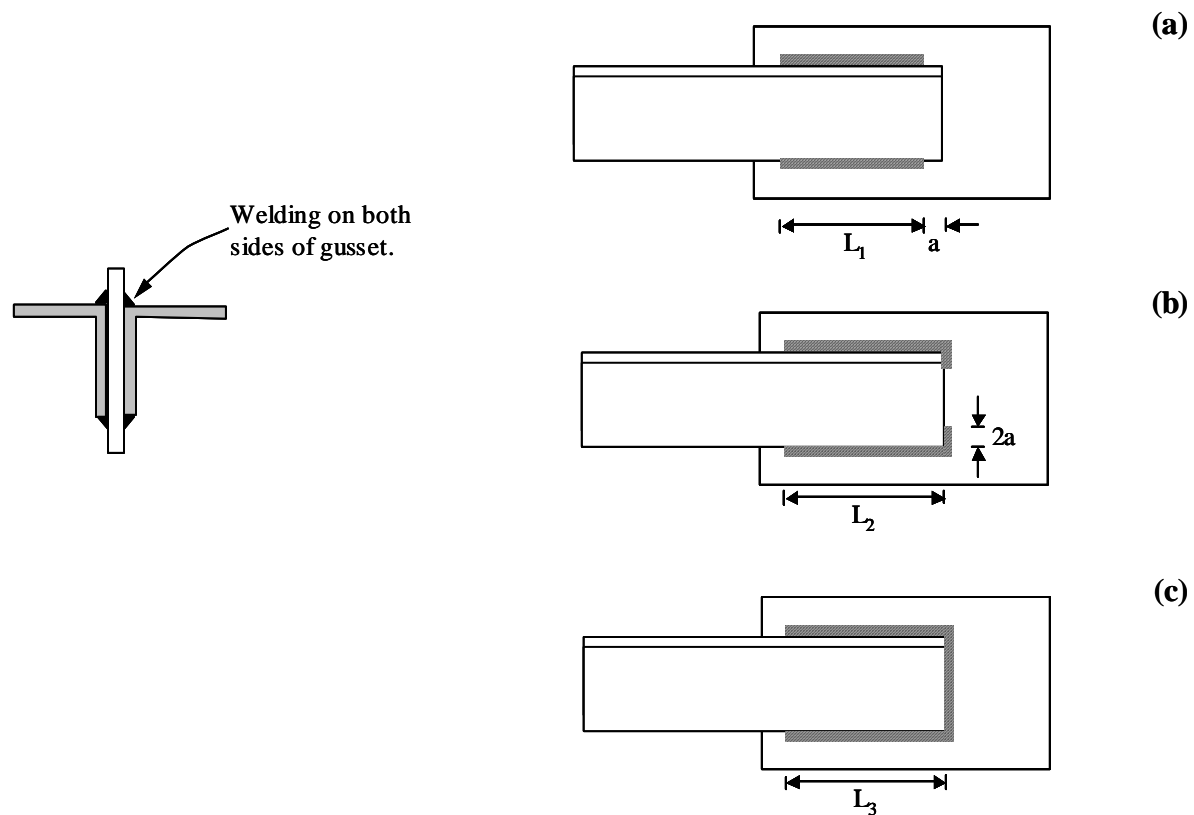 (a)
Welding on both
sides of gusset.
L1 a
(b)
2a
L2
(c)
L3